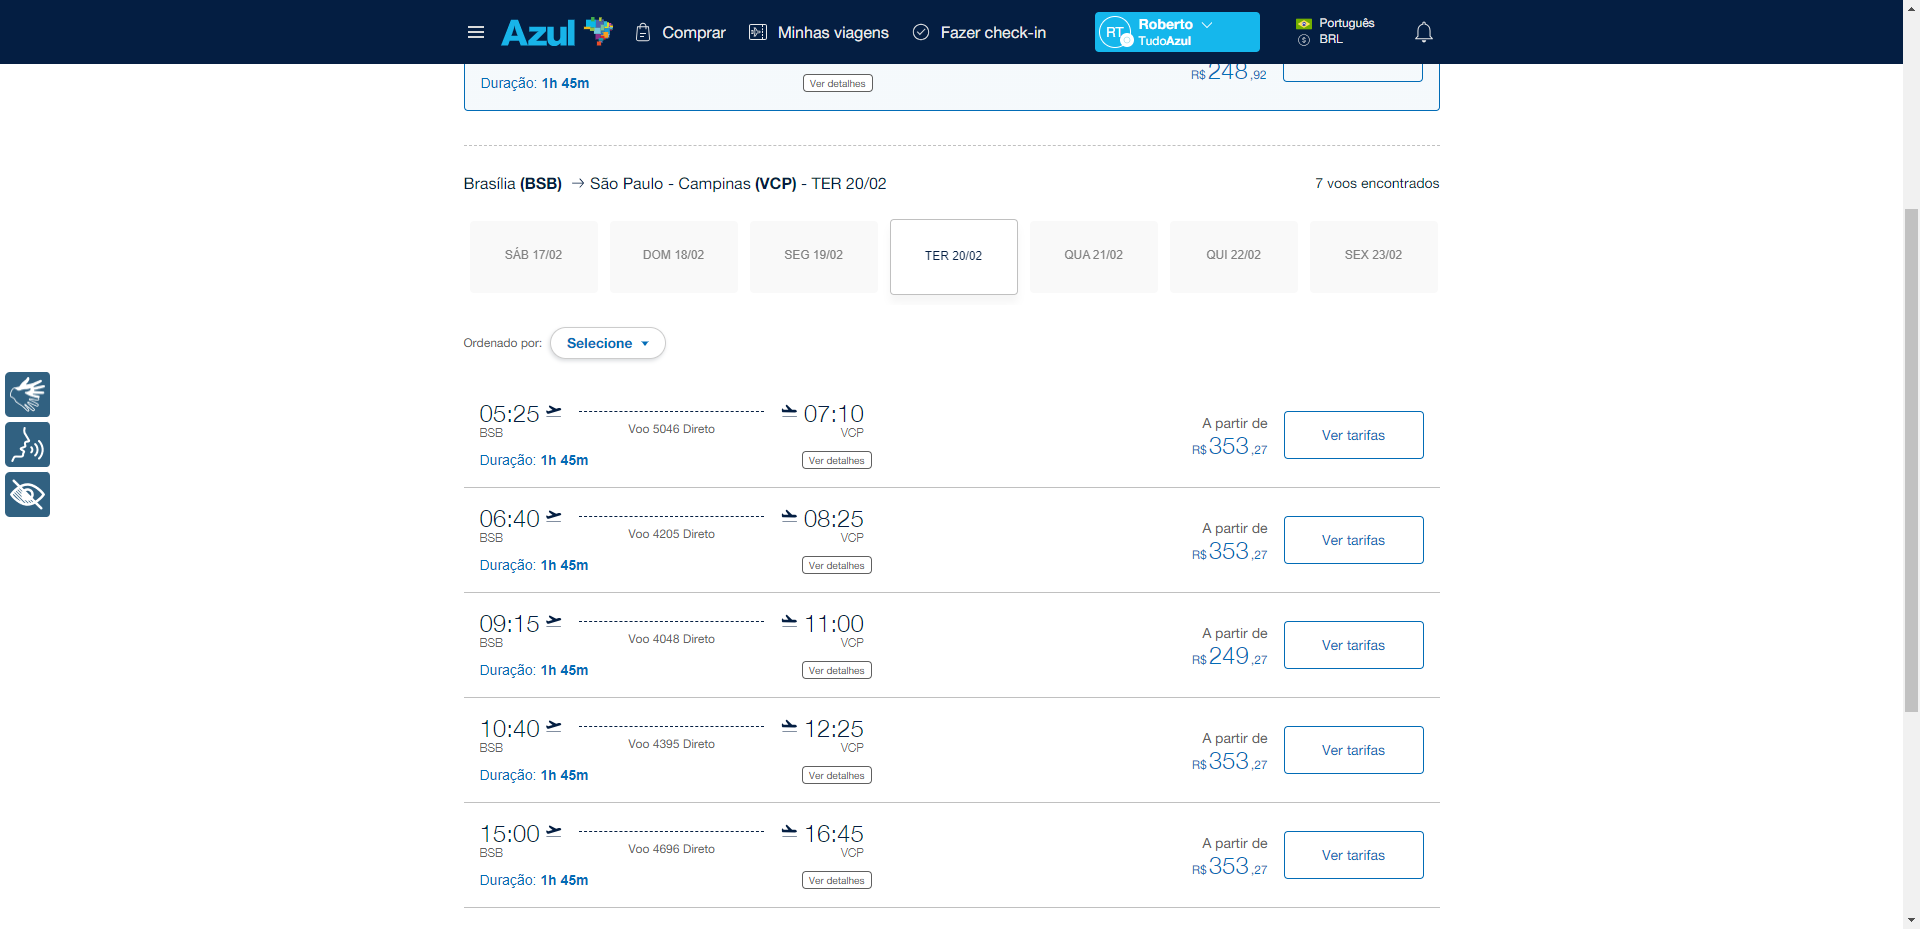 Azul
Comprar
Minhas viagens
Fazer check-in
RT
Roberto
TudoAzul
Português
BRL
Duração: 1h 45m
Ver detalhes
R$ 248,92
Brasília (BSB) → São Paulo - Campinas (VCP) - TER 20/02
7 voos encontrados
SÁB 17/02
DOM 18/02
SEG 19/02
TER 20/02
QUA 21/02
QUI 22/02
SEX 23/02
Ordenado por:
Selecione
05:25
07:10
BSB
Voo 5046 Direto
VCP
Duração: 1h 45m
Ver detalhes
A partir de
R$ 353,27
Ver tarifas
06:40
08:25
BSB
Voo 4205 Direto
VCP
Duração: 1h 45m
Ver detalhes
A partir de
R$ 353,27
Ver tarifas
09:15
11:00
BSB
Voo 4048 Direto
VCP
Duração: 1h 45m
Ver detalhes
A partir de
R$ 249,27
Ver tarifas
10:40
12:25
BSB
Voo 4395 Direto
VCP
Duração: 1h 45m
Ver detalhes
A partir de
R$ 353,27
Ver tarifas
15:00
16:45
BSB
Voo 4696 Direto
VCP
Duração: 1h 45m
Ver detalhes
A partir de
R$ 353,27
Ver tarifas